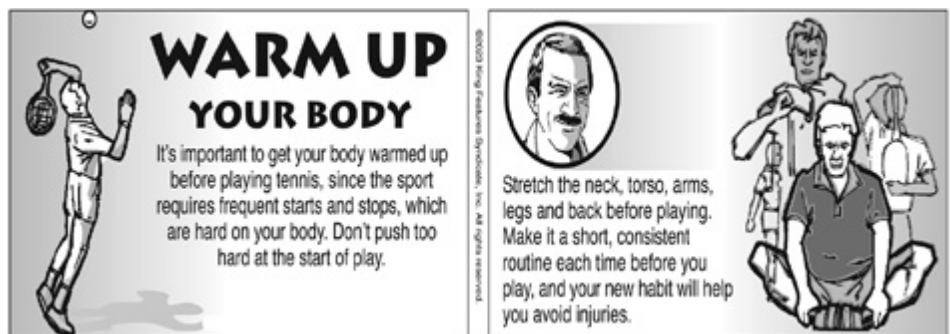 WARM UP
YOUR BODY
It's important to get your body warmed up
before playing tennis, since the sport
requires frequent starts and stops, which
are hard on your body. Don't push too
hard at the start of play.
©2023 King Features Syndicate, Inc. All rights reserved.
Stretch the neck, torso, arms,
legs and back before playing.
Make it a short, consistent
routine each time before you
play, and your new habit will help
you avoid injuries.